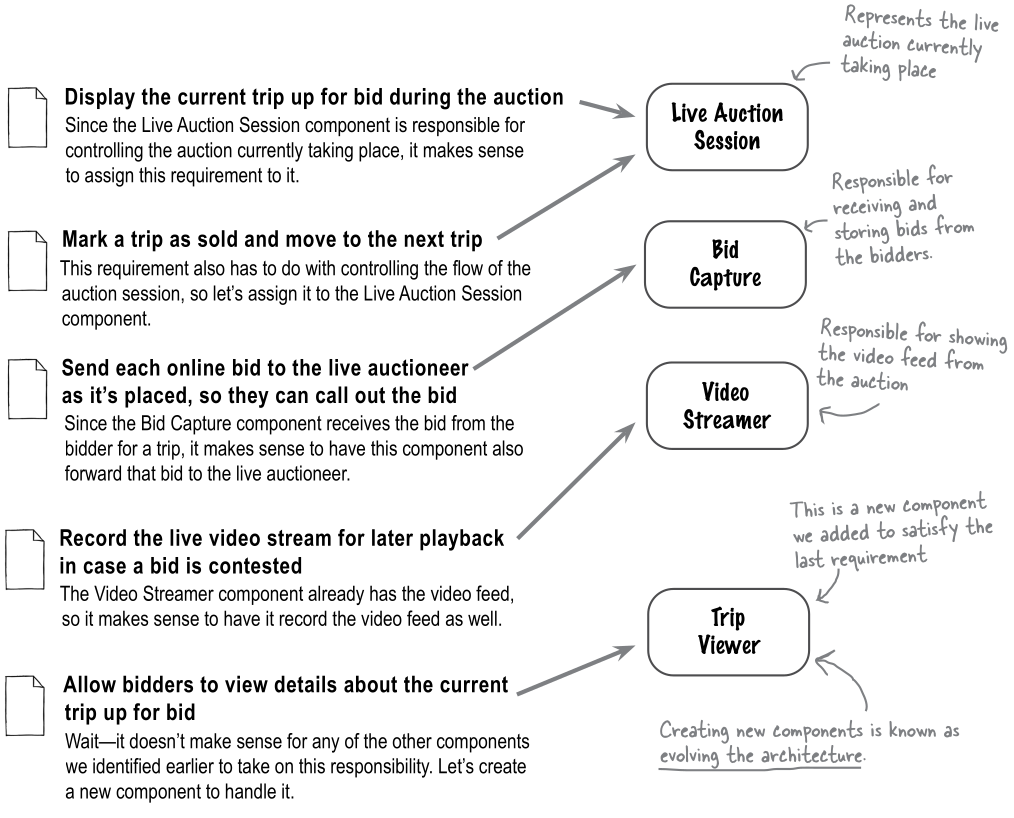 Represents the live
auction currently
taking place
Display the current trip up for bid during the auction
Since the Live Auction Session component is responsible for
controlling the auction currently taking place, it makes sense
to assign this requirement to it.
Live Auction
Session
Mark a trip as sold and move to the next trip
This requirement also has to do with controlling the flow of the
auction session, so let's assign it to the Live Auction Session
component.
Responsible for
receiving and
storing bids from
the bidders.
Bid
Capture
Send each online bid to the live auctioneer
as it's placed, so they can call out the bid
Since the Bid Capture component receives the bid from the
bidder for a trip, it makes sense to have this component also
forward that bid to the live auctioneer.
Responsible for showing
the video feed from
the auction
Video
Streamer
Record the live video stream for later playback
in case a bid is contested
The Video Streamer component already has the video feed,
so it makes sense to have it record the video feed as well.
This is a new component
we added to satisfy the
last requirement
Trip
Viewer
Allow bidders to view details about the current
trip up for bid
Wait—it doesn't make sense for any of the other components
we identified earlier to take on this responsibility. Let's create
a new component to handle it.
Creating new components is known as
evolving the architecture.